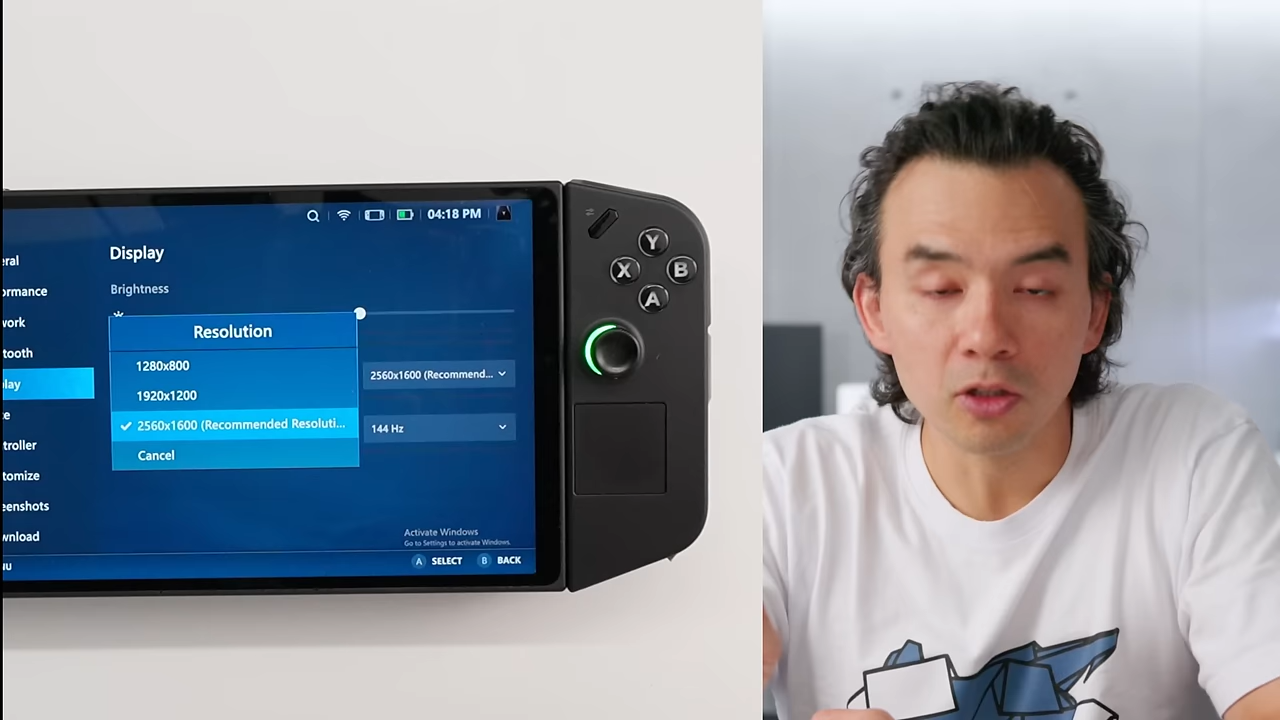 04:18 PM
eral
ormance
work
tooth
play
e
troller
tomize
eenshots
wnload
Display
Brightness
Resolution
1280x800
1920x1200
2560x1600 (Recommended Resoluti...
Cancel
2560x1600 (Recommend...
144 Hz
Activate Windows
Go to Settings to activate Windows.
A SELECT B BACK
Y
X B
A